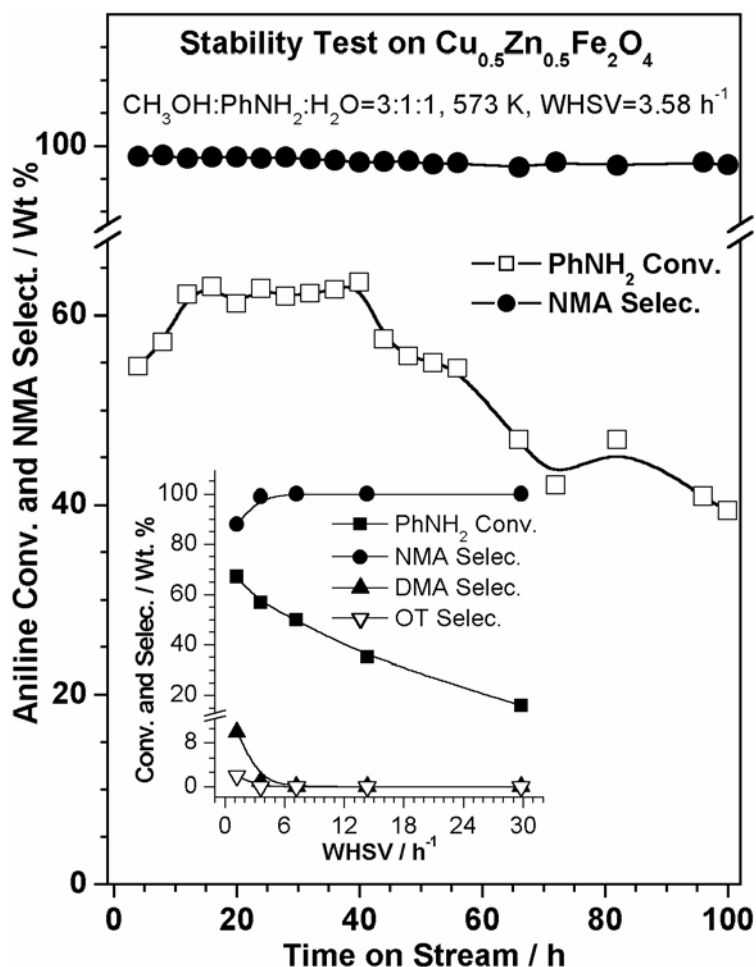 Stability Test on Cu₀.₅Zn₀.₅Fe₂O₄
CH₃OH:PhNH₂:H₂O=3:1:1, 573 K, WHSV=3.58 h⁻¹
Aniline Conv. and NMA Select. / Wt %
100
60
40
20
0
PhNH₂ Conv.
NMA Selec.
Conv. and Selec. / Wt. %
100
80
60
40
20
8
0
PhNH₂ Conv.
NMA Selec.
DMA Selec.
OT Selec.
0 6 12 18 24 30
WHSV / h⁻¹
0 20 40 60 80 100
Time on Stream / h